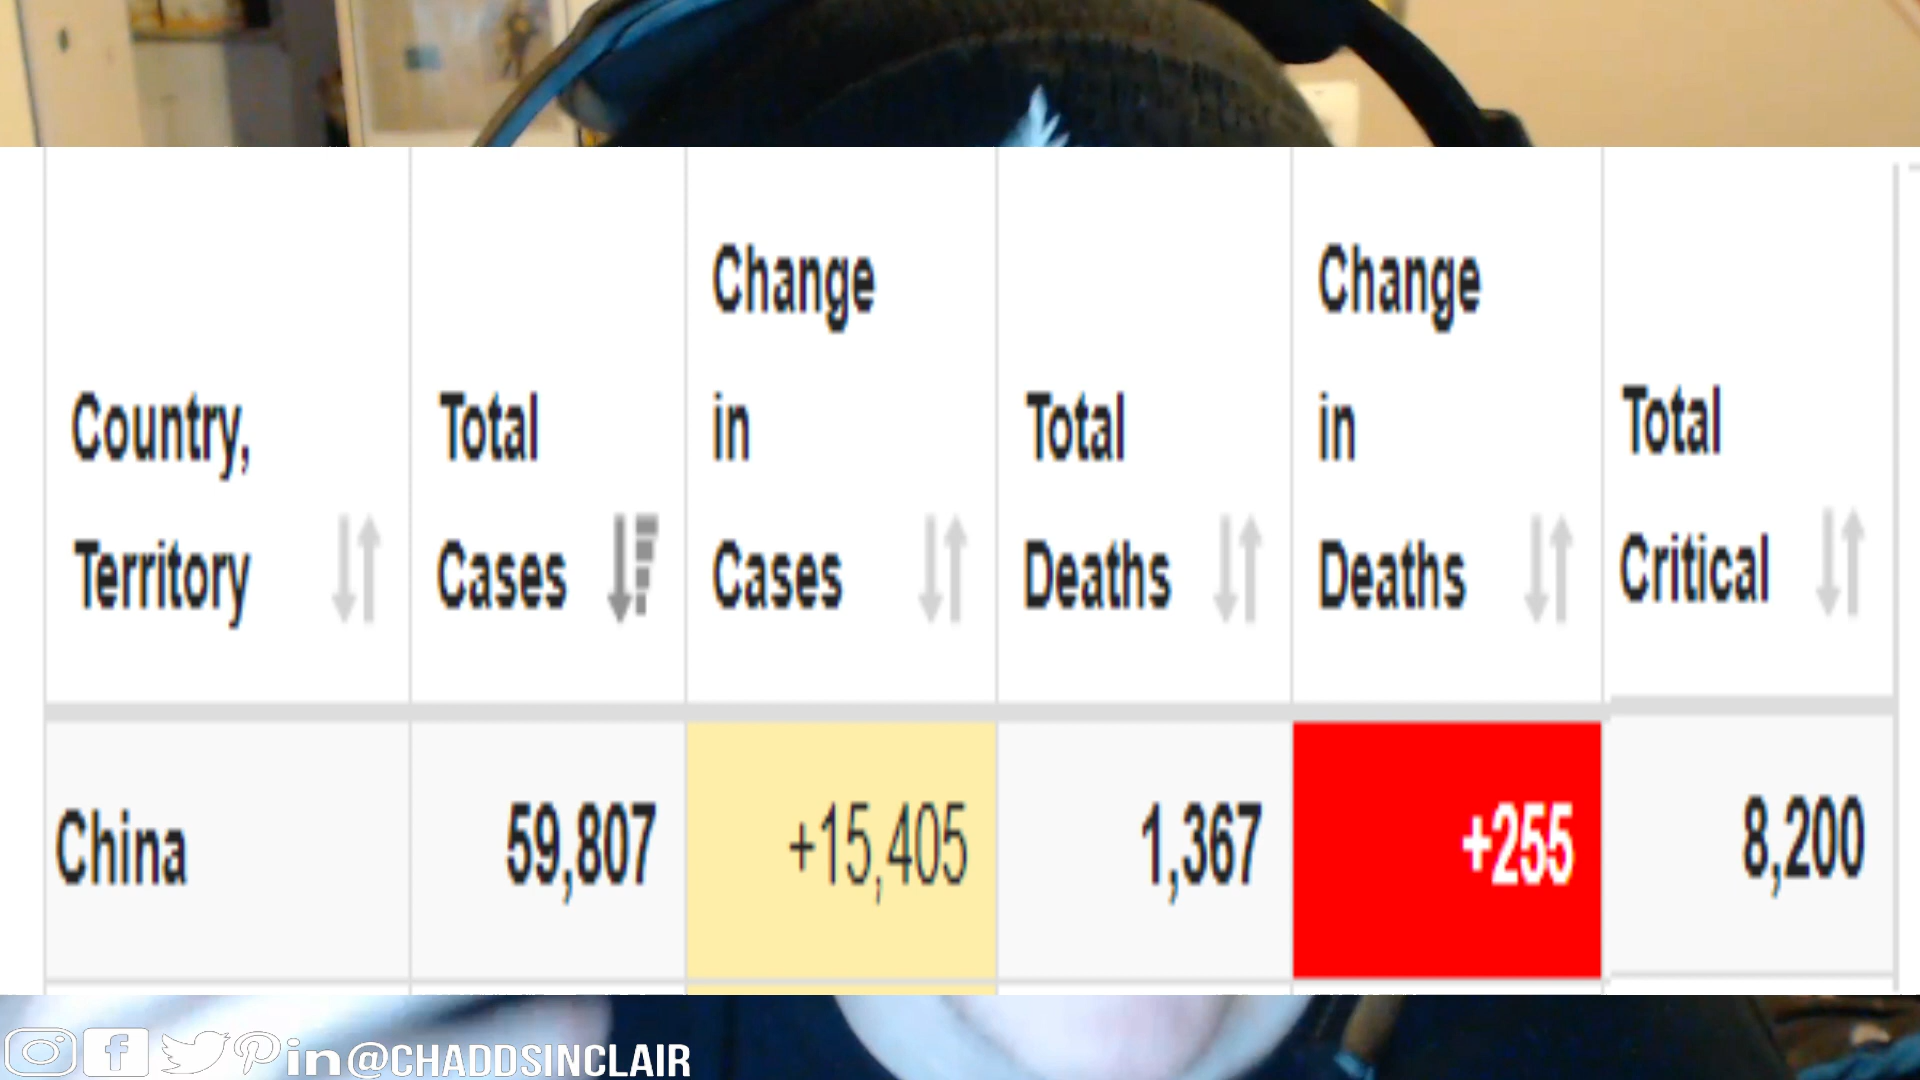 Country,
Territory
Total
Cases
Change
in
Cases
Total
Deaths
Change
in
Deaths
Total
Critical
China
59,807
+15,405
1,367
+255
8,200
@CHADDSINCLAIR